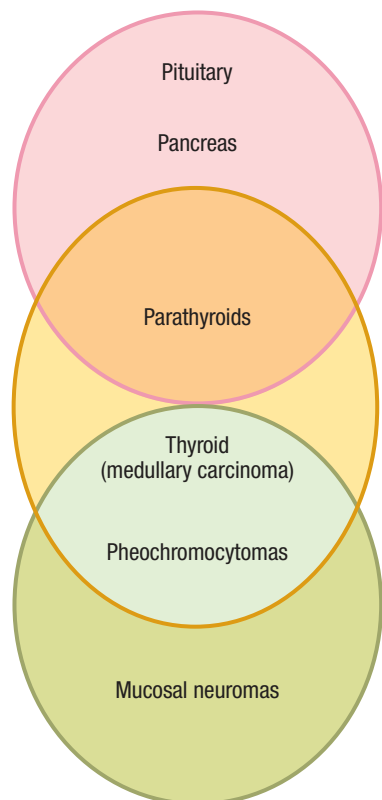 Pituitary
Pancreas
Parathyroids
Thyroid
(medullary carcinoma)
Pheochromocytomas
Mucosal neuromas